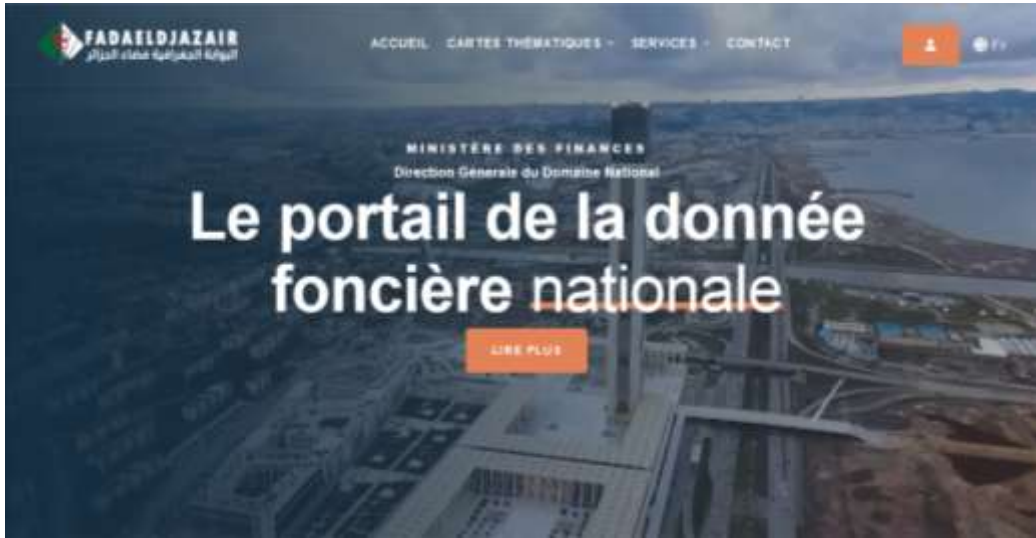 FADAELDJAZAIR
البوابة الجغرافية فضاء الجزائر
ACCUEIL CARTES THÉMATIQUES SERVICES CONTACT Fr
MINISTÈRE DES FINANCES
Direction Générale du Domaine National
Le portail de la donnée
foncière nationale
LIRE PLUS